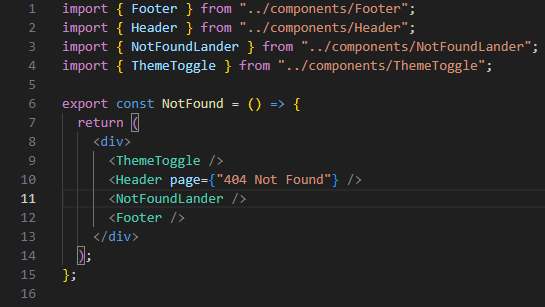 1 import { Footer } from "../components/Footer";
2 import { Header } from "../components/Header";
3 import { NotFoundLander } from "../components/NotFoundLander";
4 import { ThemeToggle } from "../components/ThemeToggle";
5
6 export const NotFound = () => {
7 return (
8 <div>
9 <ThemeToggle />
10 <Header page={"404 Not Found"} />
11 <NotFoundLander />
12 <Footer />
13 </div>
14 );
15 };
16